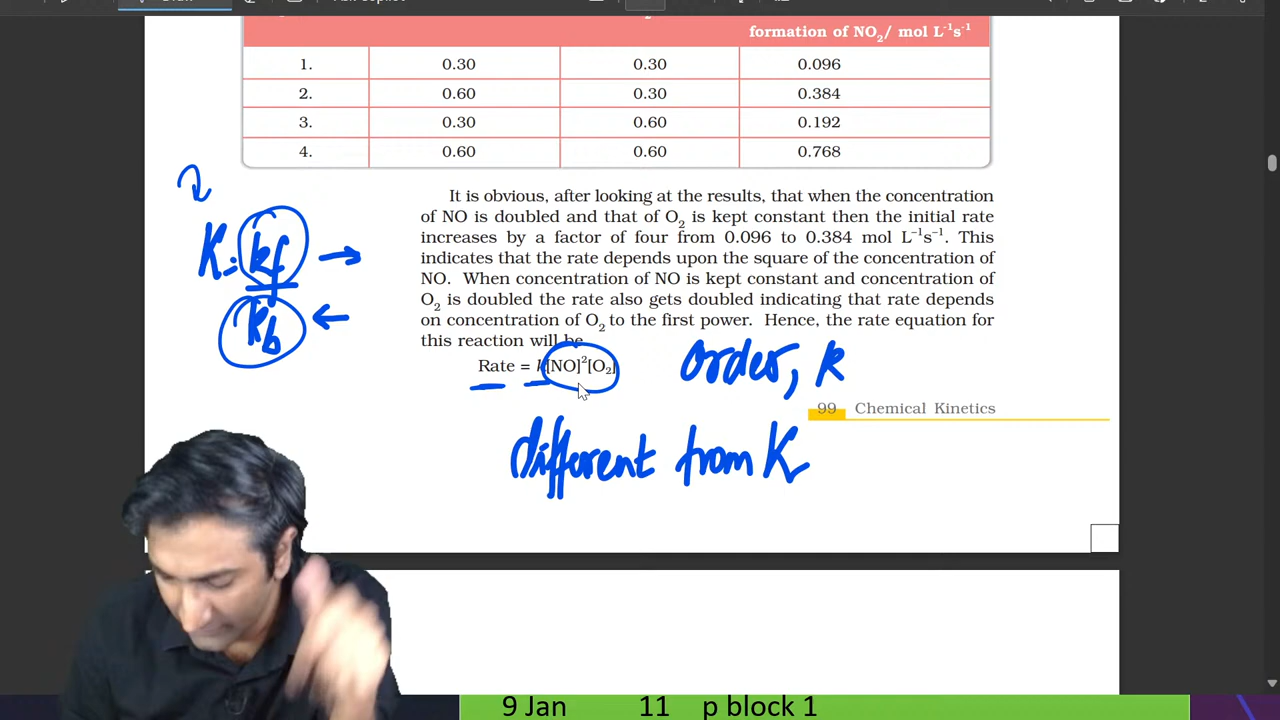 formation of NO₂/ mol L⁻¹s⁻¹
1. 0.30 0.30 0.096
2. 0.60 0.30 0.384
3. 0.30 0.60 0.192
4. 0.60 0.60 0.768
It is obvious, after looking at the results, that when the concentration
of NO is doubled and that of O₂ is kept constant then the initial rate
increases by a factor of four from 0.096 to 0.384 mol L⁻¹s⁻¹. This
indicates that the rate depends upon the square of the concentration of
NO. When concentration of NO is kept constant and concentration of
O₂ is doubled the rate also gets doubled indicating that rate depends
on concentration of O₂ to the first power. Hence, the rate equation for
this reaction will be
K = kf
kb
Rate = k[NO]²[O₂]
order, k
99 Chemical Kinetics
different from K
9 Jan 11 p block 1